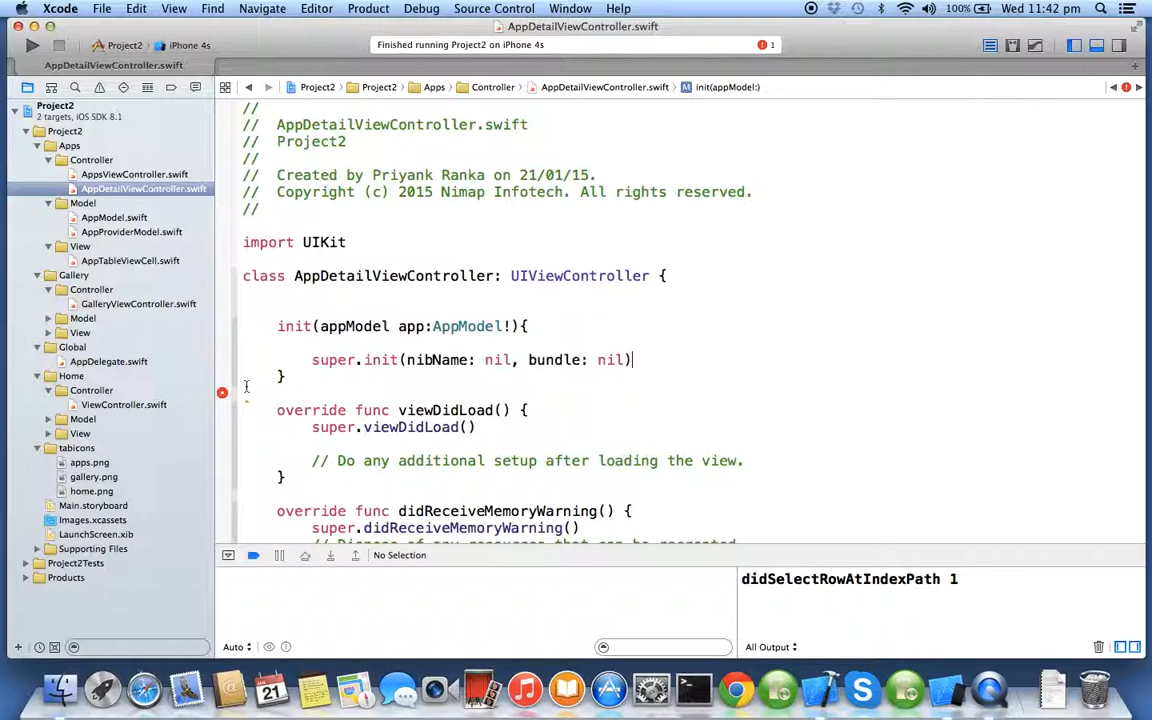 Xcode File Edit View Find Navigate Editor Product Debug Source Control Window Help 100% Wed 11:42 pm
AppDetailViewController.swift
Project2 iPhone 4s Finished running Project2 on iPhone 4s 1
AppDetailViewController.swift
Project2 Project2 Apps Controller AppDetailViewController.swift M init(appModel:)
Project2
2 targets, iOS SDK 8.1
Project2
Apps
Controller
AppsViewController.swift
AppDetailViewController.swift
Model
AppModel.swift
AppProviderModel.swift
View
AppTableViewCell.swift
Gallery
Controller
GalleryViewController.swift
Model
View
Global
AppDelegate.swift
Home
Controller
ViewController.swift
Model
View
tabicons
apps.png
gallery.png
home.png
Main.storyboard
Images.xcassets
LaunchScreen.xib
Supporting Files
Project2Tests
Products
//
// AppDetailViewController.swift
// Project2
//
// Created by Priyank Ranka on 21/01/15.
// Copyright (c) 2015 Nimap Infotech. All rights reserved.
//
import UIKit
class AppDetailViewController: UIViewController {
init(appModel app:AppModel!){
super.init(nibName: nil, bundle: nil)
}
override func viewDidLoad() {
super.viewDidLoad()
// Do any additional setup after loading the view.
}
override func didReceiveMemoryWarning() {
super.didReceiveMemoryWarning()
// Dispose of any resources that can be recreated.
No Selection
didSelectRowAtIndexPath 1
Auto
All Output
21